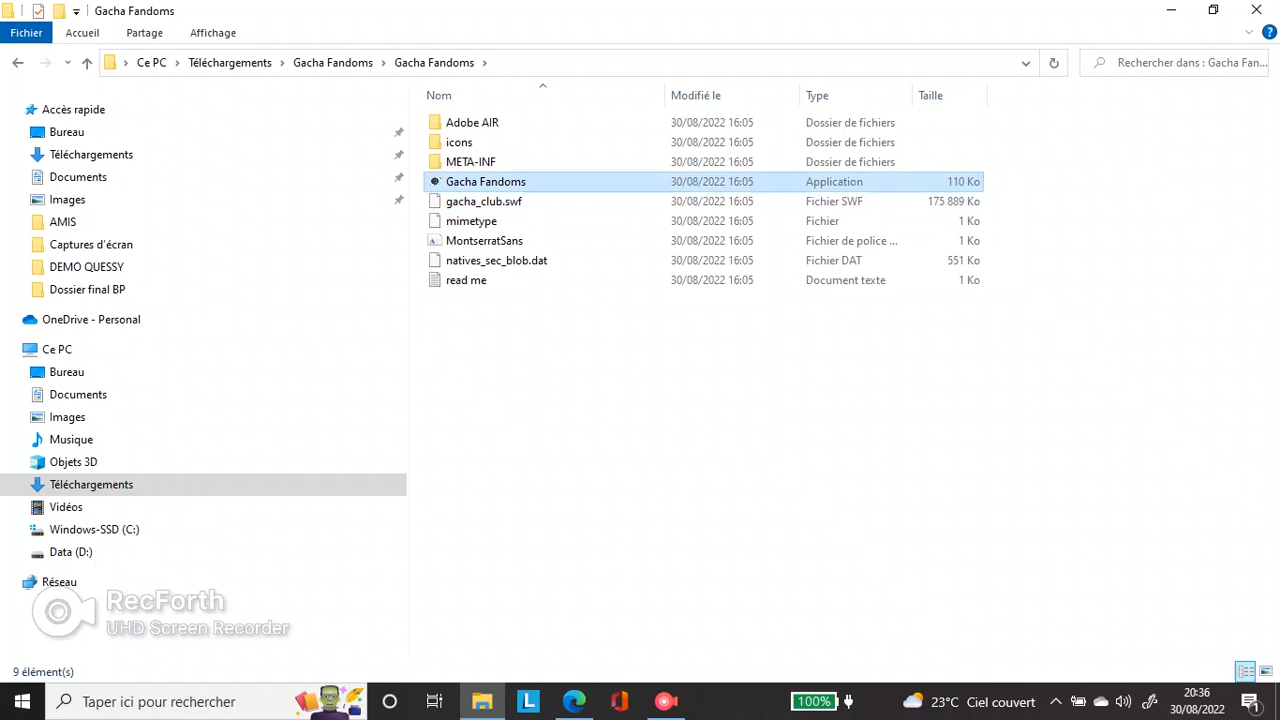 Gacha Fandoms
Fichier Accueil Partage Affichage
Ce PC Téléchargements Gacha Fandoms Gacha Fandoms Rechercher dans : Gacha Fan...
Nom Modifié le Type Taille
Accès rapide
Bureau
Téléchargements
Documents
Images
AMIS
Captures d'écran
DEMO QUESSY
Dossier final BP
OneDrive - Personal
Ce PC
Bureau
Documents
Images
Musique
Objets 3D
Téléchargements
Vidéos
Windows-SSD (C:)
Data (D:)
Réseau
Adobe AIR 30/08/2022 16:05 Dossier de fichiers
icons 30/08/2022 16:05 Dossier de fichiers
META-INF 30/08/2022 16:05 Dossier de fichiers
Gacha Fandoms 30/08/2022 16:05 Application 110 Ko
gacha_club.swf 30/08/2022 16:05 Fichier SWF 175 889 Ko
mimetype 30/08/2022 16:05 Fichier 1 Ko
MontserratSans 30/08/2022 16:05 Fichier de police ... 1 Ko
natives_sec_blob.dat 30/08/2022 16:05 Fichier DAT 551 Ko
read me 30/08/2022 16:05 Document texte 1 Ko
RecForth
UHD Screen Recorder
9 élément(s)
Taper ici pour rechercher L 100% 23°C Ciel couvert 20:36
30/08/2022 1